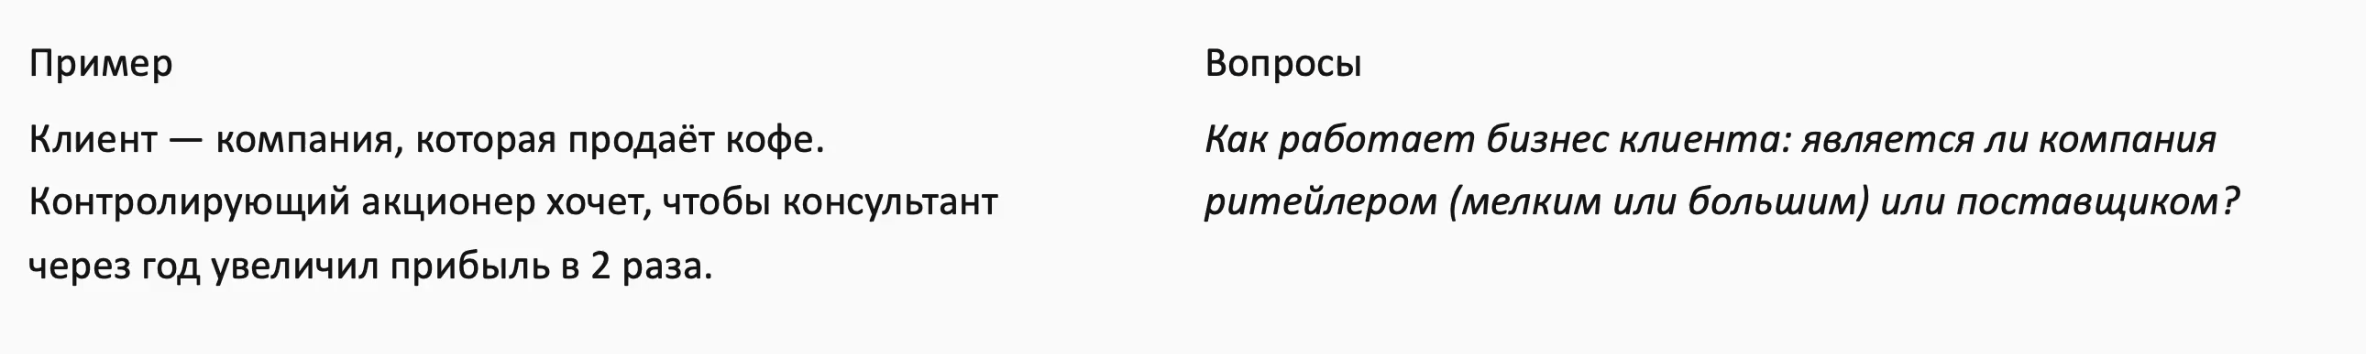 Пример
Клиент — компания, которая продаёт кофе.
Контролирующий акционер хочет, чтобы консультант
через год увеличил прибыль в 2 раза.
Вопросы
Как работает бизнес клиента: является ли компания
ритейлером (мелким или большим) или поставщиком?